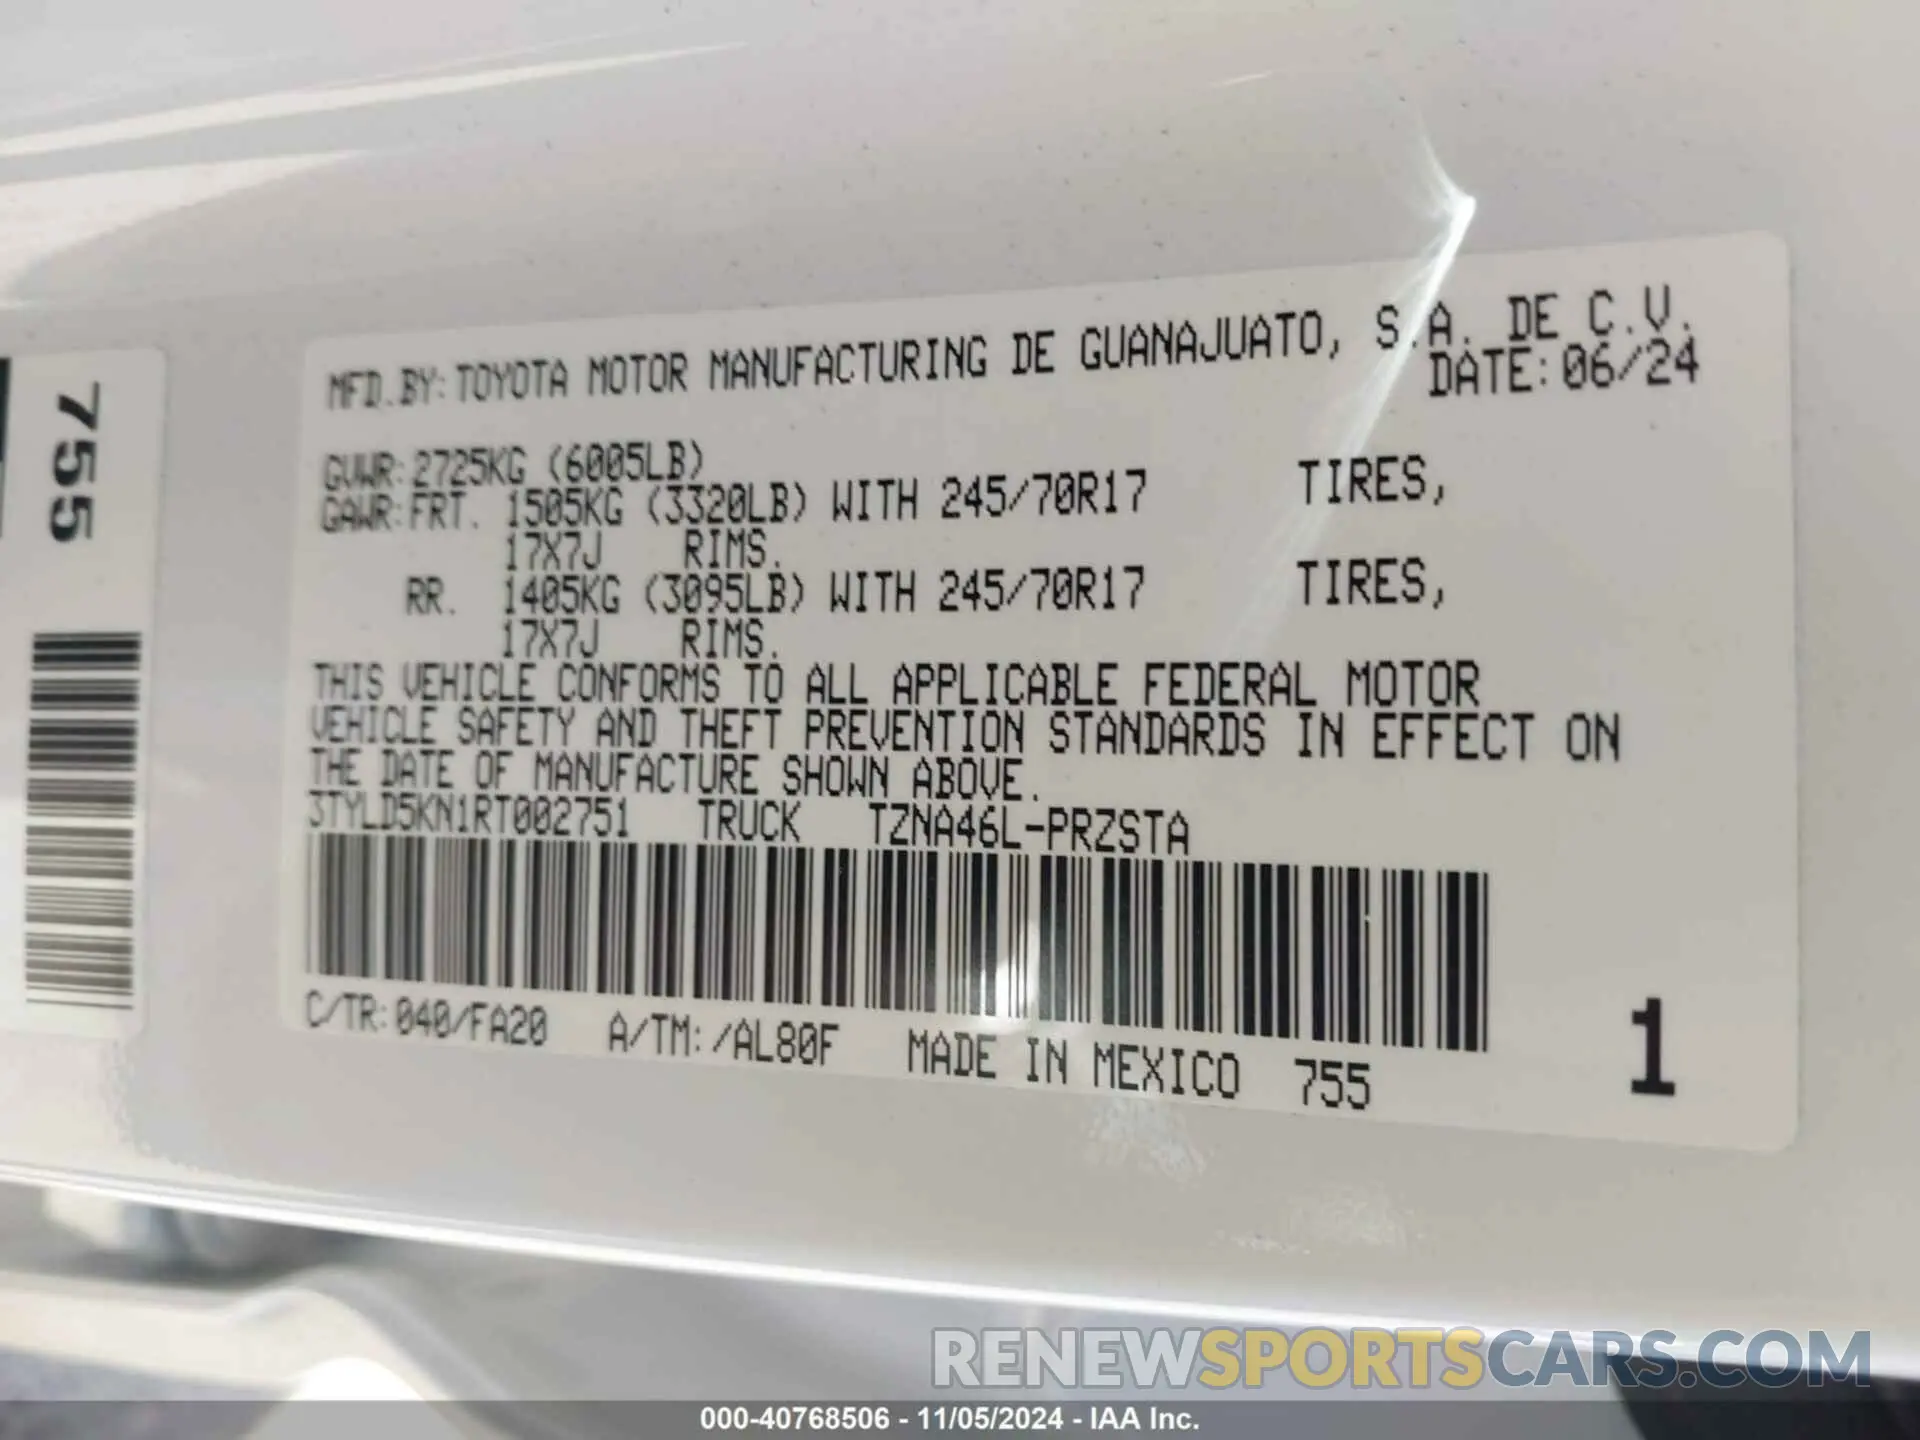 MFD.BY:TOYOTA MOTOR MANUFACTURING DE GUANAJUATO, S.A. DE C.V.
DATE:06/24
GVWR:2725KG (6005LB)
GAWR:FRT. 1505KG (3320LB) WITH 245/70R17 TIRES,
17X7J RIMS.
RR. 1405KG (3095LB) WITH 245/70R17 TIRES,
17X7J RIMS.
THIS VEHICLE CONFORMS TO ALL APPLICABLE FEDERAL MOTOR
VEHICLE SAFETY AND THEFT PREVENTION STANDARDS IN EFFECT ON
THE DATE OF MANUFACTURE SHOWN ABOVE.
3TYLD5KN1RT002751 TRUCK TZNA46L-PRZSTA
C/TR:040/FA20 A/TM:/AL80F MADE IN MEXICO 755
1
755
RENEWSPORTSCARS.COM
000-40768506 - 11/05/2024 - IAA Inc.